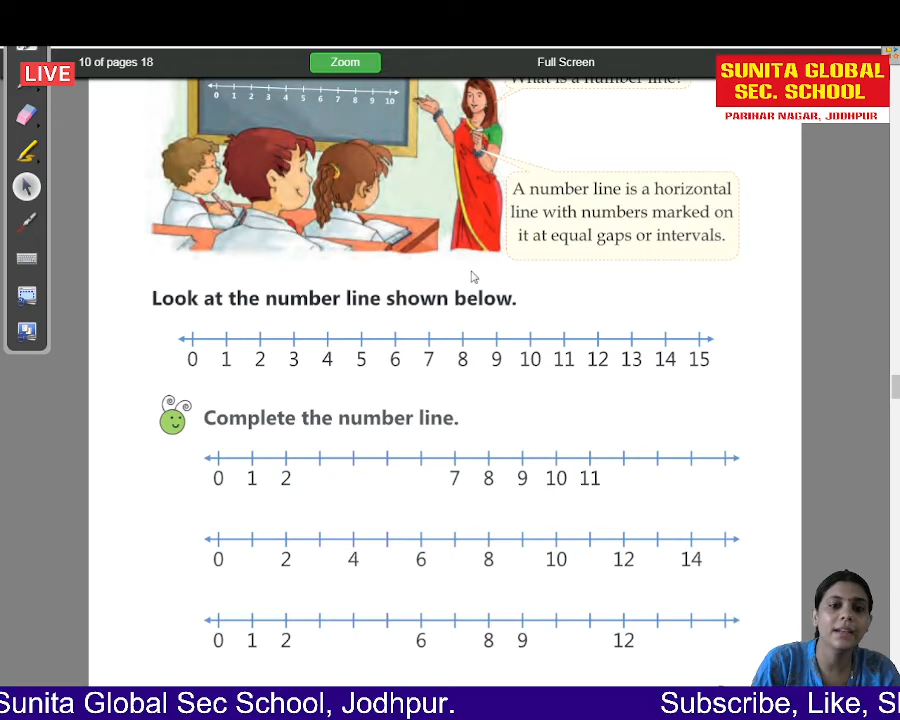 10 of pages 18
Zoom
Full Screen
LIVE
SUNITA GLOBAL
SEC. SCHOOL
PARIHAR NAGAR, JODHPUR
What is a number line?
0 1 2 3 4 5 6 7 8 9 10
A number line is a horizontal
line with numbers marked on
it at equal gaps or intervals.
Look at the number line shown below.
0 1 2 3 4 5 6 7 8 9 10 11 12 13 14 15
Complete the number line.
0 1 2 7 8 9 10 11
0 2 4 6 8 10 12 14
0 1 2 6 8 9 12
Sunita Global Sec School, Jodhpur. Subscribe, Like, S